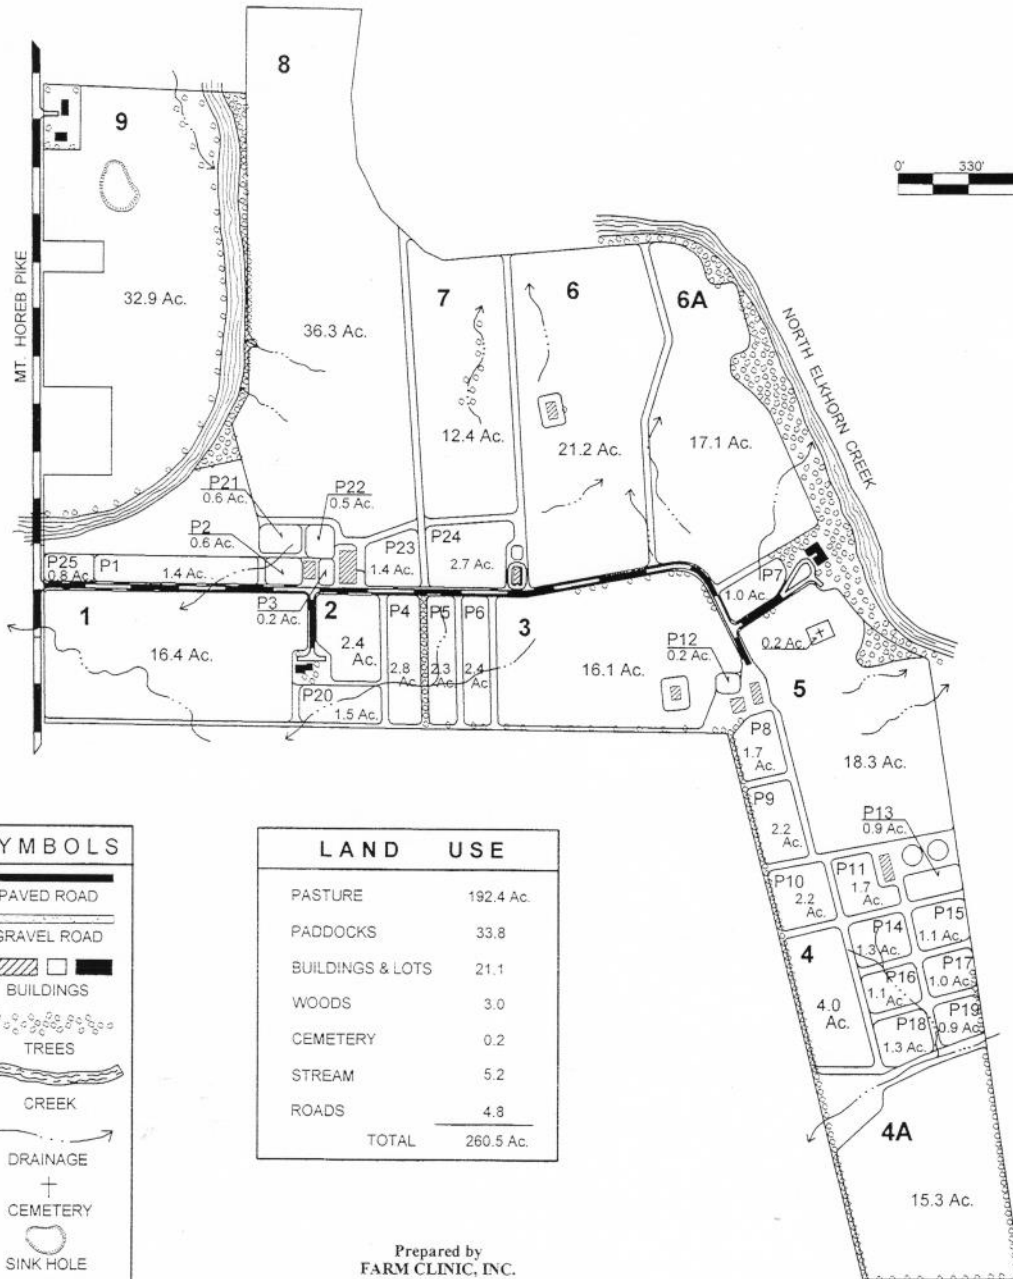 8
9
0' 330'
MT. HOREB PIKE
32.9 Ac.
36.3 Ac.
7
6
6A
NORTH ELKHORN CREEK
12.4 Ac.
21.2 Ac.
17.1 Ac.
P21
0.6 Ac.
P22
0.5 Ac.
P2
0.6 Ac.
P23
1.4 Ac.
P24
2.7 Ac.
P25
0.8 Ac.
P1
1.4 Ac.
P7
1.0 Ac.
P3
0.2 Ac.
1
16.4 Ac.
2
2.4
Ac.
P4
2.8
Ac.
P5
2.3
Ac.
P6
2.4
Ac.
3
16.1 Ac.
P12
0.2 Ac.
0.2 Ac.
5
18.3 Ac.
P20
1.5 Ac.
P8
1.7
Ac.
P9
2.2
Ac.
P13
0.9 Ac.
P10
2.2
Ac.
P11
1.7
Ac.
P14
1.3 Ac.
P15
1.1 Ac.
4
4.0
Ac.
P16
1.1
Ac.
P17
1.0 Ac.
P18
1.3 Ac.
P19
0.9 Ac.
4A
15.3 Ac.
YMBOLS
PAVED ROAD
GRAVEL ROAD
BUILDINGS
TREES
CREEK
DRAINAGE
CEMETERY
SINK HOLE
LAND USE
PASTURE 192.4 Ac.
PADDOCKS 33.8
BUILDINGS & LOTS 21.1
WOODS 3.0
CEMETERY 0.2
STREAM 5.2
ROADS 4.8
TOTAL 260.5 Ac.
Prepared by
FARM CLINIC, INC.